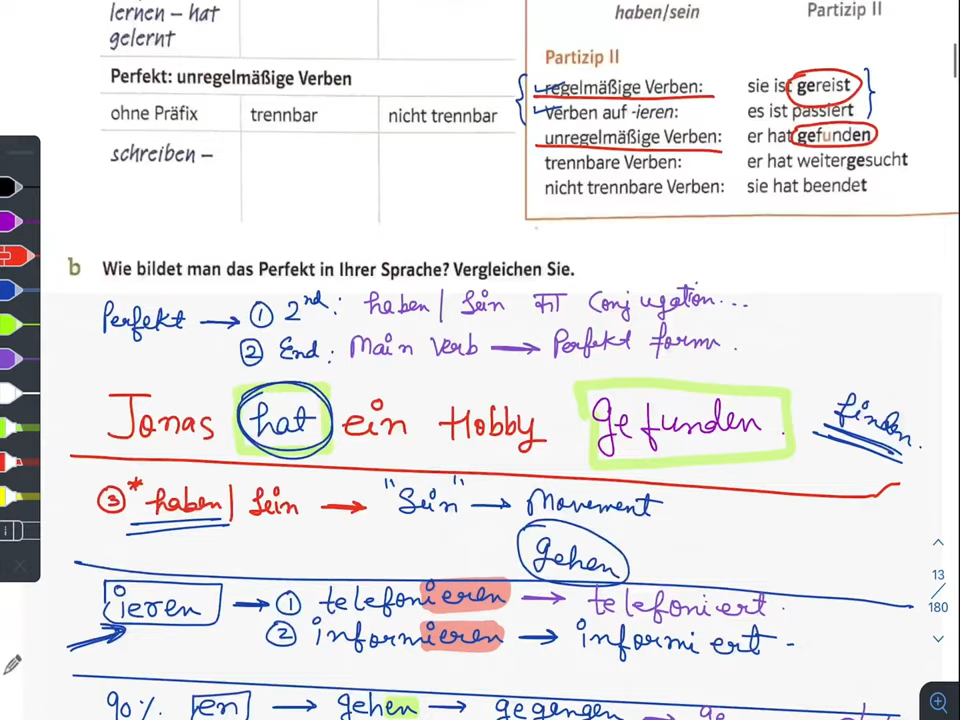 lernen – hat
gelernt
haben/sein
Partizip II
Perfekt: unregelmäßige Verben
ohne Präfix trennbar nicht trennbar
schreiben –
Partizip II
regelmäßige Verben: sie ist gereist
Verben auf -ieren: es ist passiert
unregelmäßige Verben: er hat gefunden
trennbare Verben: er hat weitergesucht
nicht trennbare Verben: sie hat beendet
b Wie bildet man das Perfekt in Ihrer Sprache? Vergleichen Sie.
Perfekt → ① 2nd: haben | Sein का Conjugation...
② End: Main Verb → Perfekt form.
Jonas hat ein Hobby Gefunden. finden.
③ * haben | Sein → "Sein" → Movement
Gehen
ieren → ① telefonieren → telefoniert.
② informieren → informiert -
90%. en → gehen → gegengen →
13
/
180